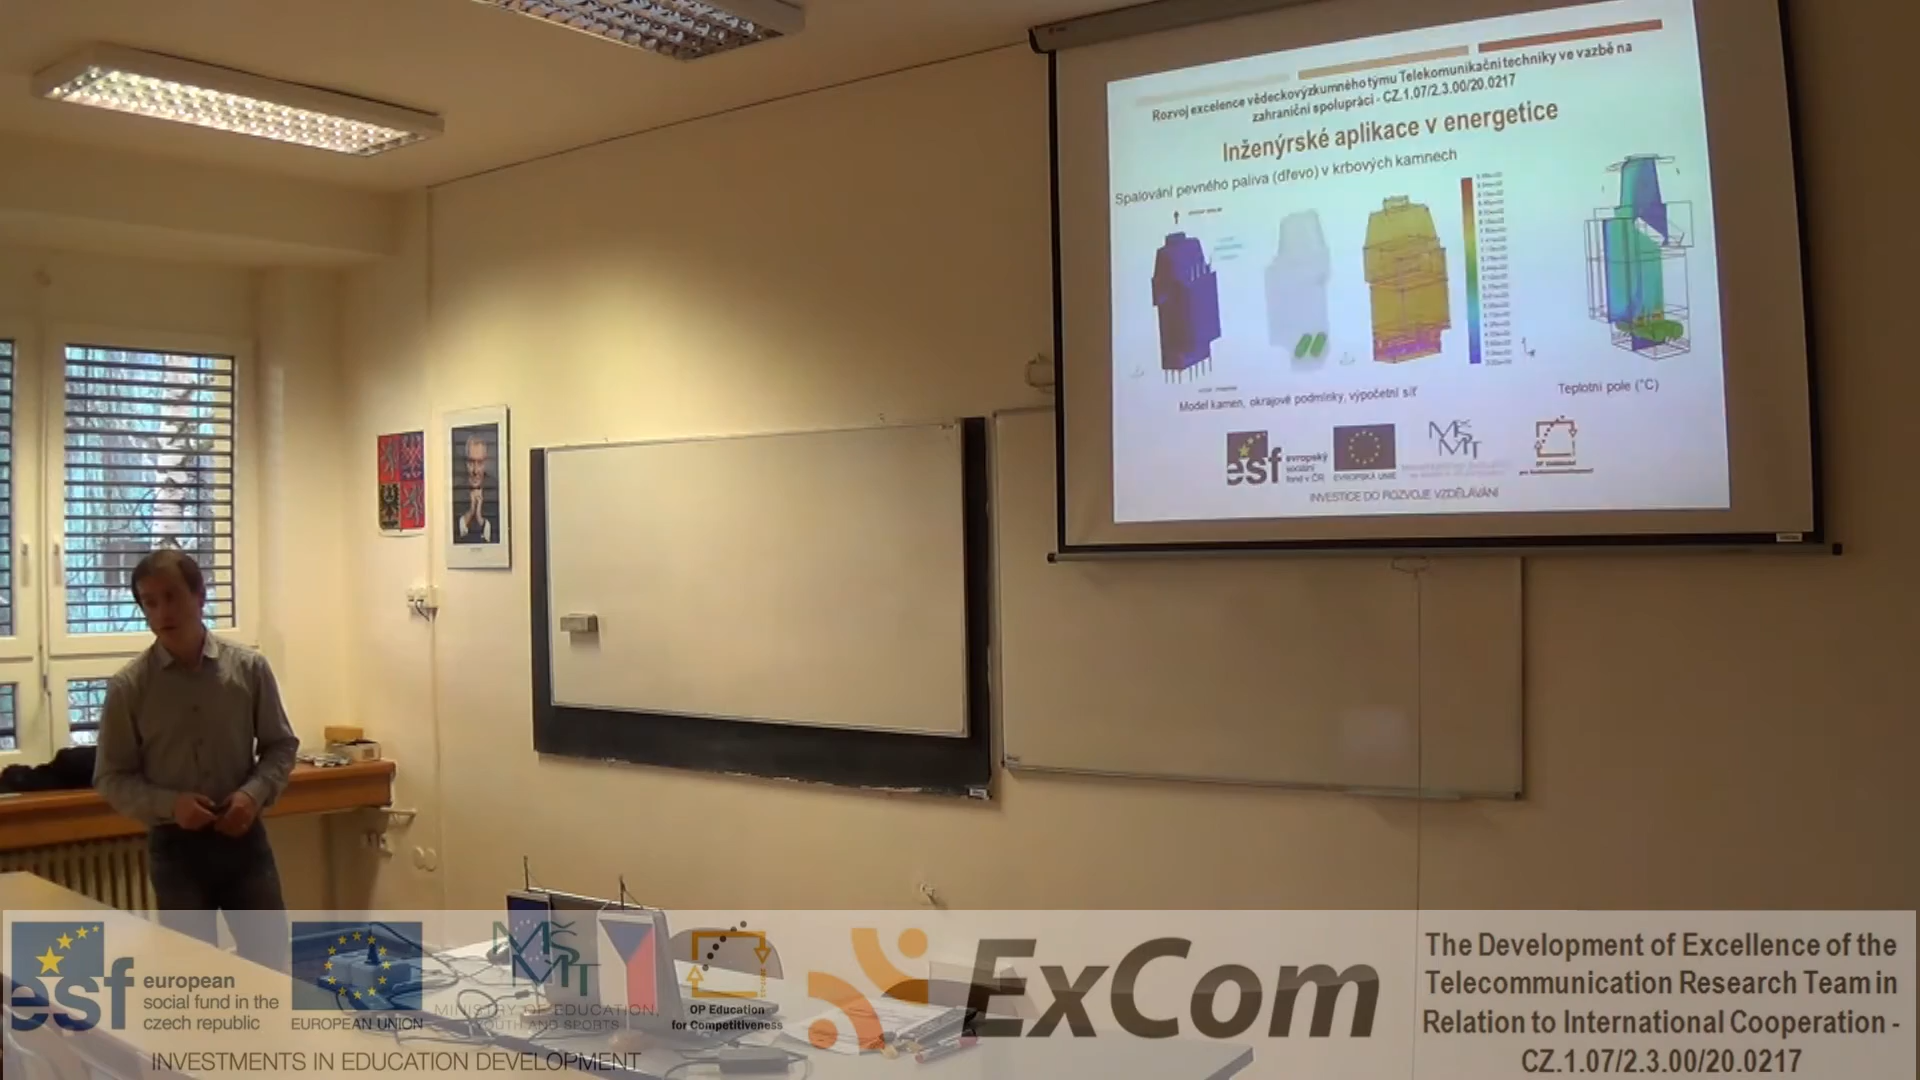 Rozvoj excelence vědeckovýzkumného týmu Telekomunikační techniky ve vazbě na
zahraniční spolupráci - CZ.1.07/2.3.00/20.0217
Inženýrské aplikace v energetice
Spalování pevného paliva (dřevo) v krbových kamnech
Model kamen, okrajové podmínky, výpočetní síť
Teplotní pole (°C)
esf
evropský
sociální
fond v ČR
EVROPSKÁ UNIE
MŠMT
INVESTICE DO ROZVOJE VZDĚLÁVÁNÍ
esf
european
social fund in the
czech republic
EUROPEAN UNION
MŠMT
MINISTRY OF EDUCATION,
YOUTH AND SPORTS
OP Education
for Competitiveness
INVESTMENTS IN EDUCATION DEVELOPMENT
ExCom
The Development of Excellence of the
Telecommunication Research Team in
Relation to International Cooperation -
CZ.1.07/2.3.00/20.0217